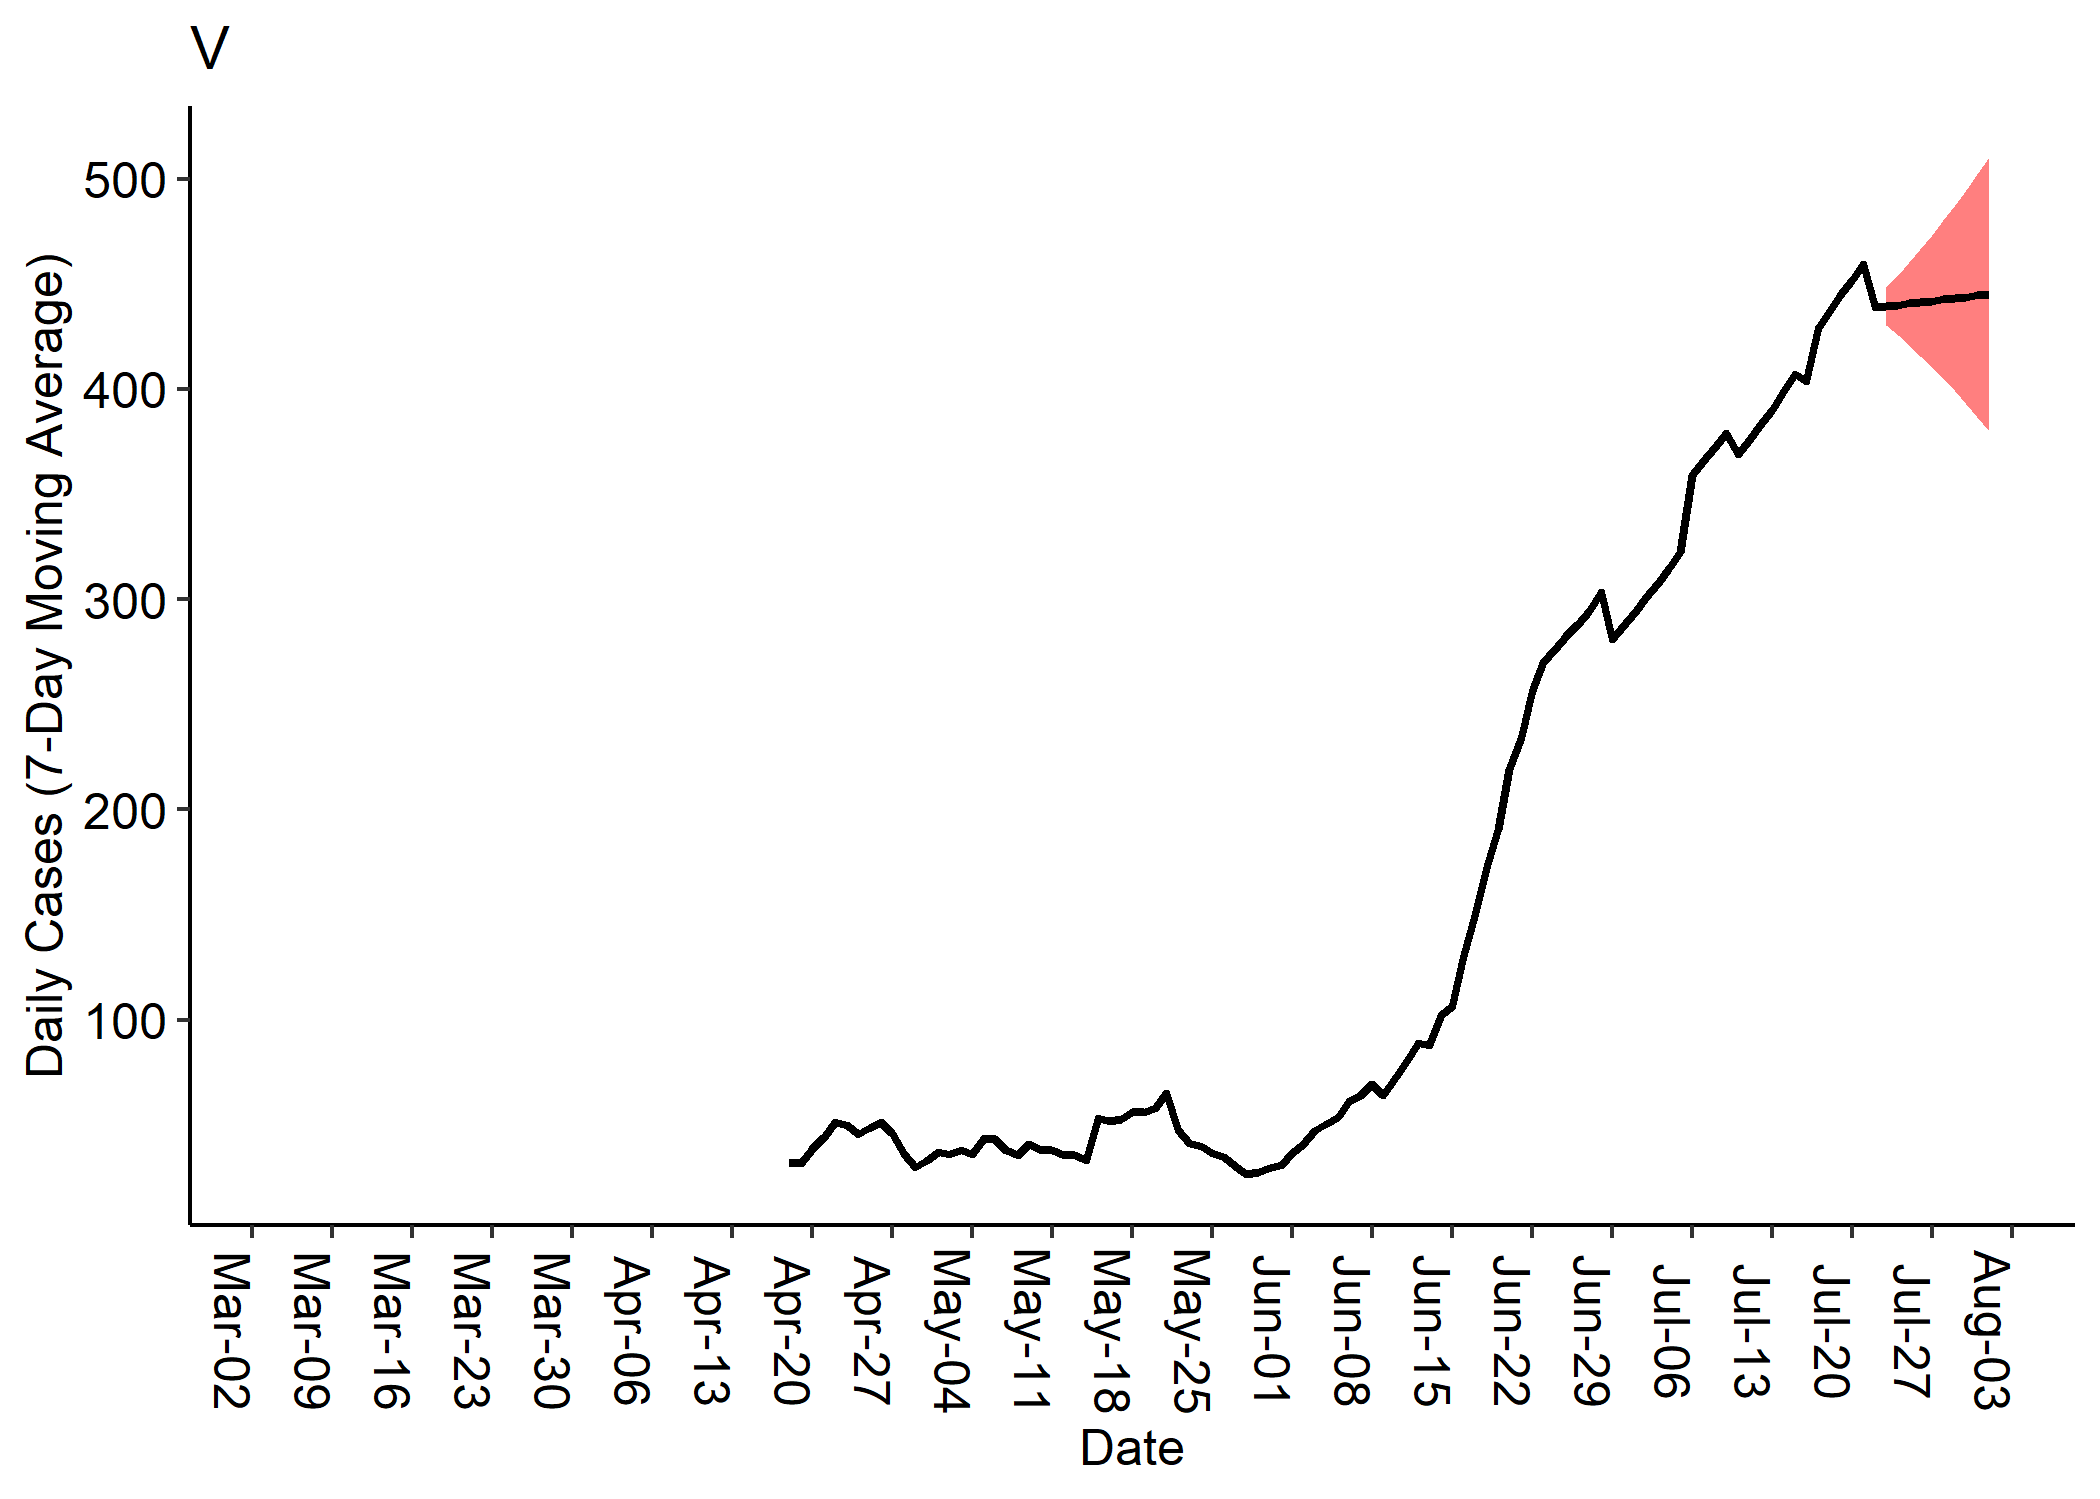 V
Daily Cases (7-Day Moving Average)
500
400
300
200
100
Mar-02
Mar-09
Mar-16
Mar-23
Mar-30
Apr-06
Apr-13
Apr-20
Apr-27
May-04
May-11
May-18
May-25
Jun-01
Jun-08
Jun-15
Jun-22
Jun-29
Jul-06
Jul-13
Jul-20
Jul-27
Aug-03
Date